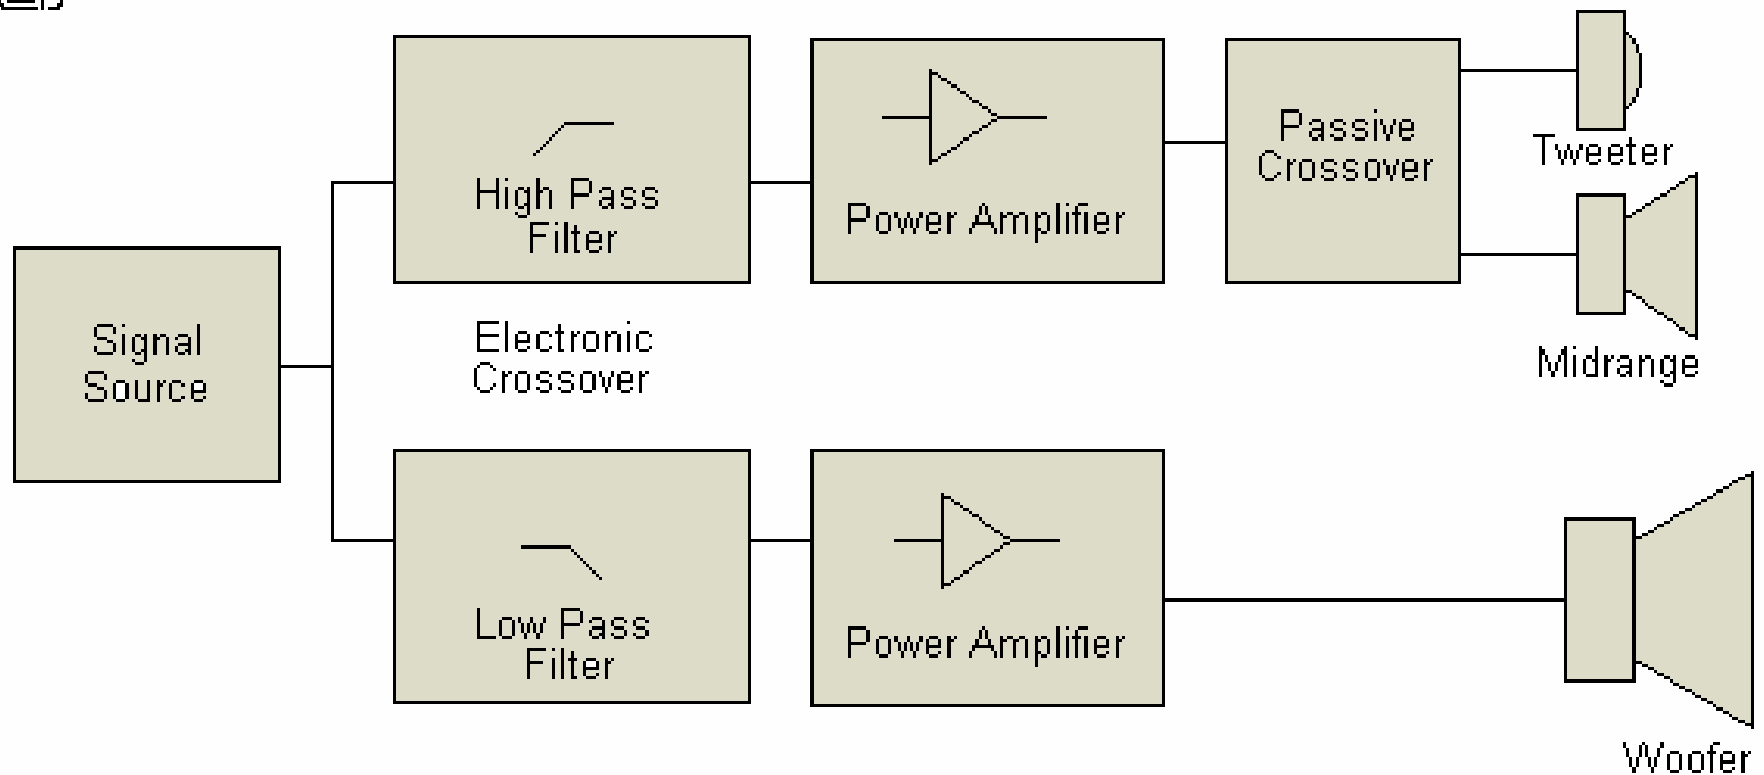 High Pass
Filter
Power Amplifier
Passive
Crossover
Tweeter
Midrange
Signal
Source
Electronic
Crossover
Low Pass
Filter
Power Amplifier
Woofer